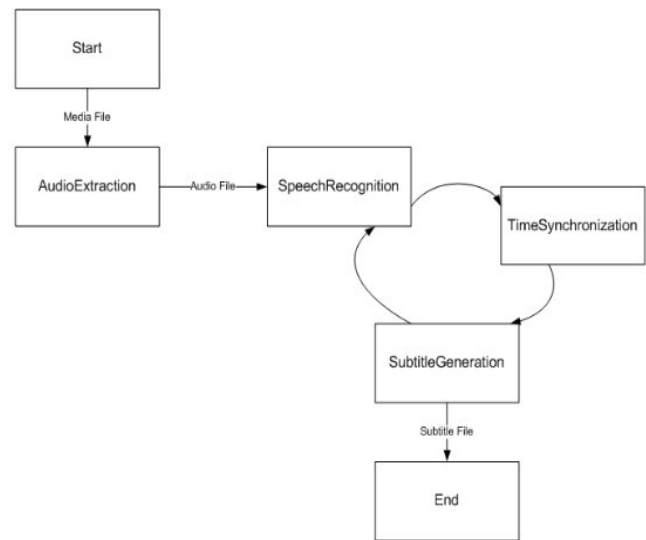 Start
Media File
AudioExtraction
Audio File
SpeechRecognition
TimeSynchronization
SubtitleGeneration
Subtitle File
End